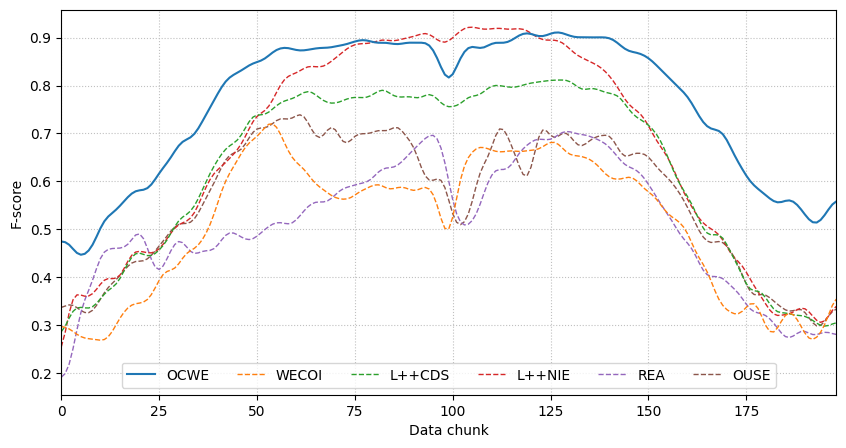 0.9
0.8
0.7
0.6
0.5
0.4
0.3
0.2
F-score
OCWE WECOI L++CDS L++NIE REA OUSE
0 25 50 75 100 125 150 175
Data chunk